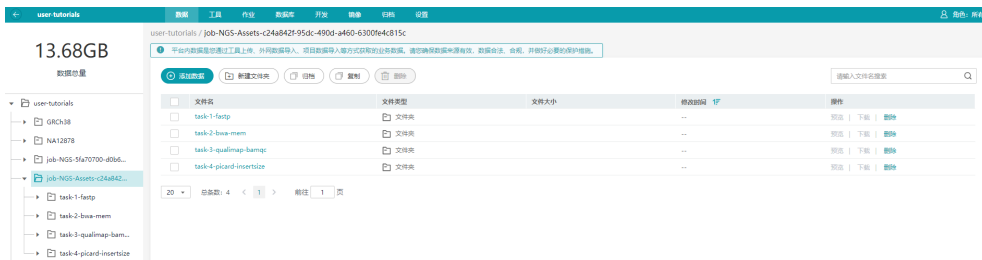 user-tutorials 数据 工具 作业 数据库 开发 镜像 归档 设置 角色: 所有
13.68GB
数据总量
user-tutorials
GRCh38
NA12878
job-NGS-5fa70700-d0b6...
job-NGS-Assets-c24a842...
task-1-fastp
task-2-bwa-mem
task-3-qualimap-bam...
task-4-picard-insertsize
user-tutorials / job-NGS-Assets-c24a842f-95dc-490d-a460-6300fe4c815c
平台内数据是您通过工具上传、外网数据导入、项目数据导入等方式获取的业务数据，请您确保数据来源有效，数据合法、合规，并做好必要的保护措施。
添加数据 新建文件夹 归档 复制 删除 请输入文件名搜索
文件名 文件类型 文件大小 修改时间 操作
task-1-fastp 文件夹 -- 预览 | 下载 | 删除
task-2-bwa-mem 文件夹 -- 预览 | 下载 | 删除
task-3-qualimap-bamqc 文件夹 -- 预览 | 下载 | 删除
task-4-picard-insertsize 文件夹 -- 预览 | 下载 | 删除
20 总条数: 4 < 1 > 前往 1 页